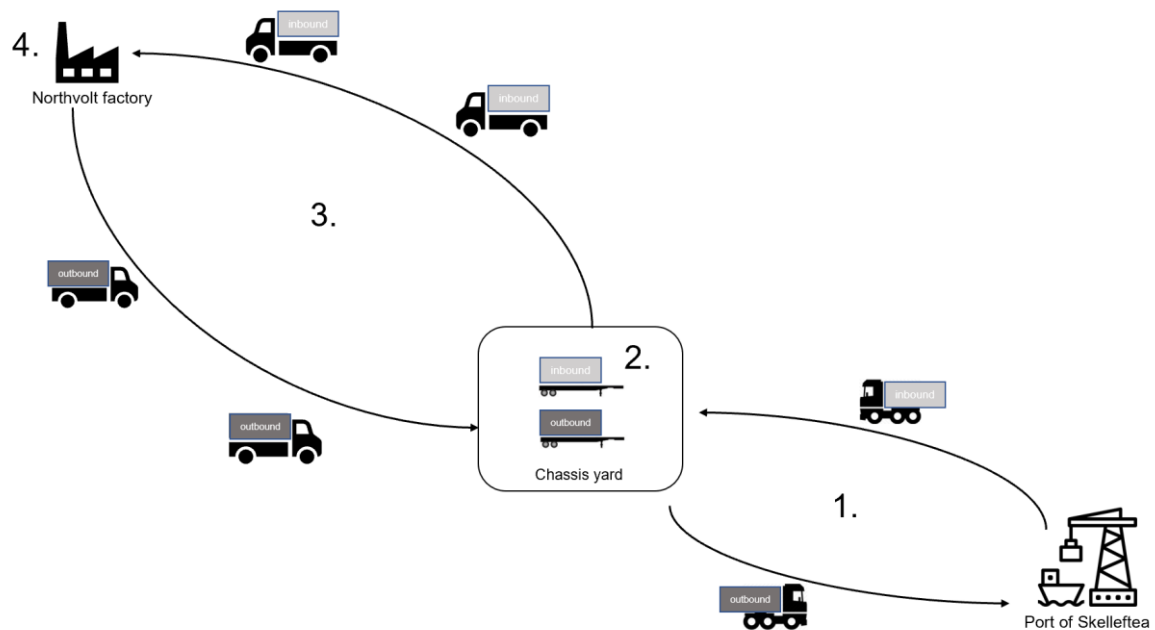 inbound
4.
Northvolt factory
inbound
3.
outbound
2.
inbound
outbound
Chassis yard
inbound
outbound
1.
outbound
Port of Skelleftea